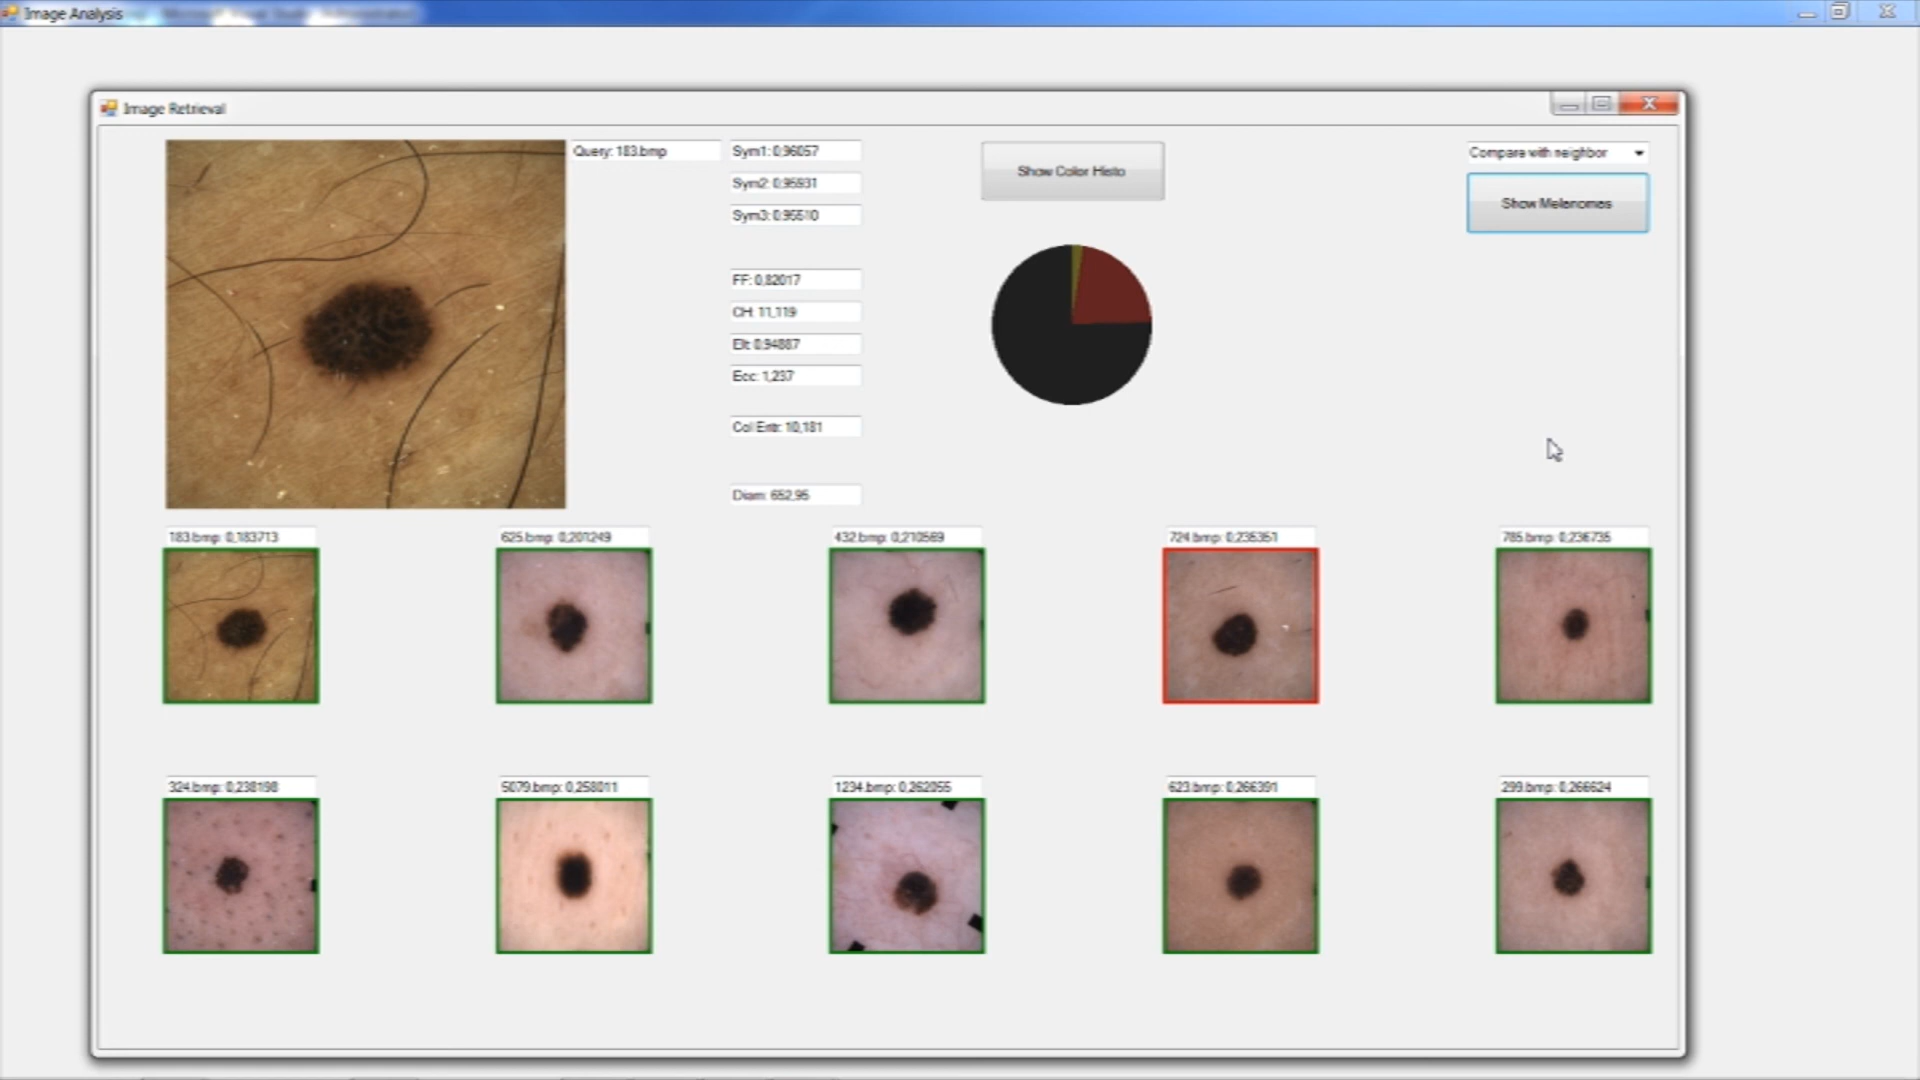 Image Analysis
Image Retrieval
Query: 183.bmp
Sym1: 0,96057
Sym2: 0,95931
Sym3: 0,95510
FF: 0,82017
CH: 11,119
Ell: 0,94887
Ecc: 1,237
Col Entr: 10,181
Diam: 652,95
Show Color Histo
Compare with neighbor
Show Melenomes
183.bmp: 0,183713
625.bmp: 0,201249
432.bmp: 0,210569
724.bmp: 0,235351
785.bmp: 0,236735
324.bmp: 0,238198
5079.bmp: 0,258011
1234.bmp: 0,262055
623.bmp: 0,266391
299.bmp: 0,266624